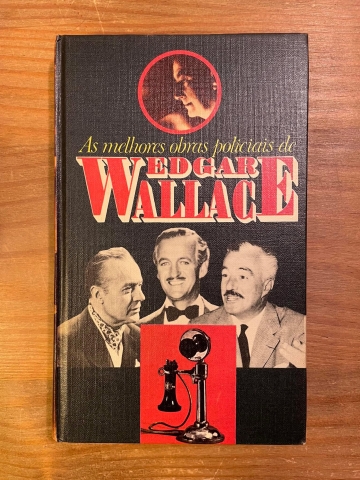 As melhores obras policiais de
EDGAR
WALLACE